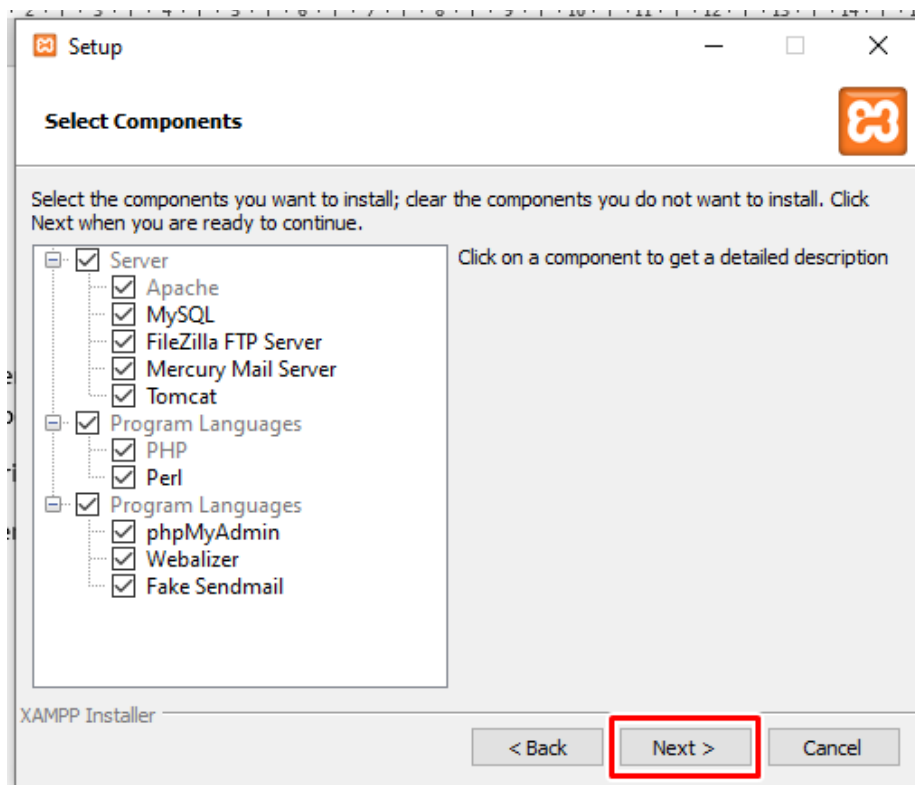 Setup
Select Components
Select the components you want to install; clear the components you do not want to install. Click
Next when you are ready to continue.
Server
Apache
MySQL
FileZilla FTP Server
Mercury Mail Server
Tomcat
Program Languages
PHP
Perl
Program Languages
phpMyAdmin
Webalizer
Fake Sendmail
Click on a component to get a detailed description
XAMPP Installer
< Back
Next >
Cancel